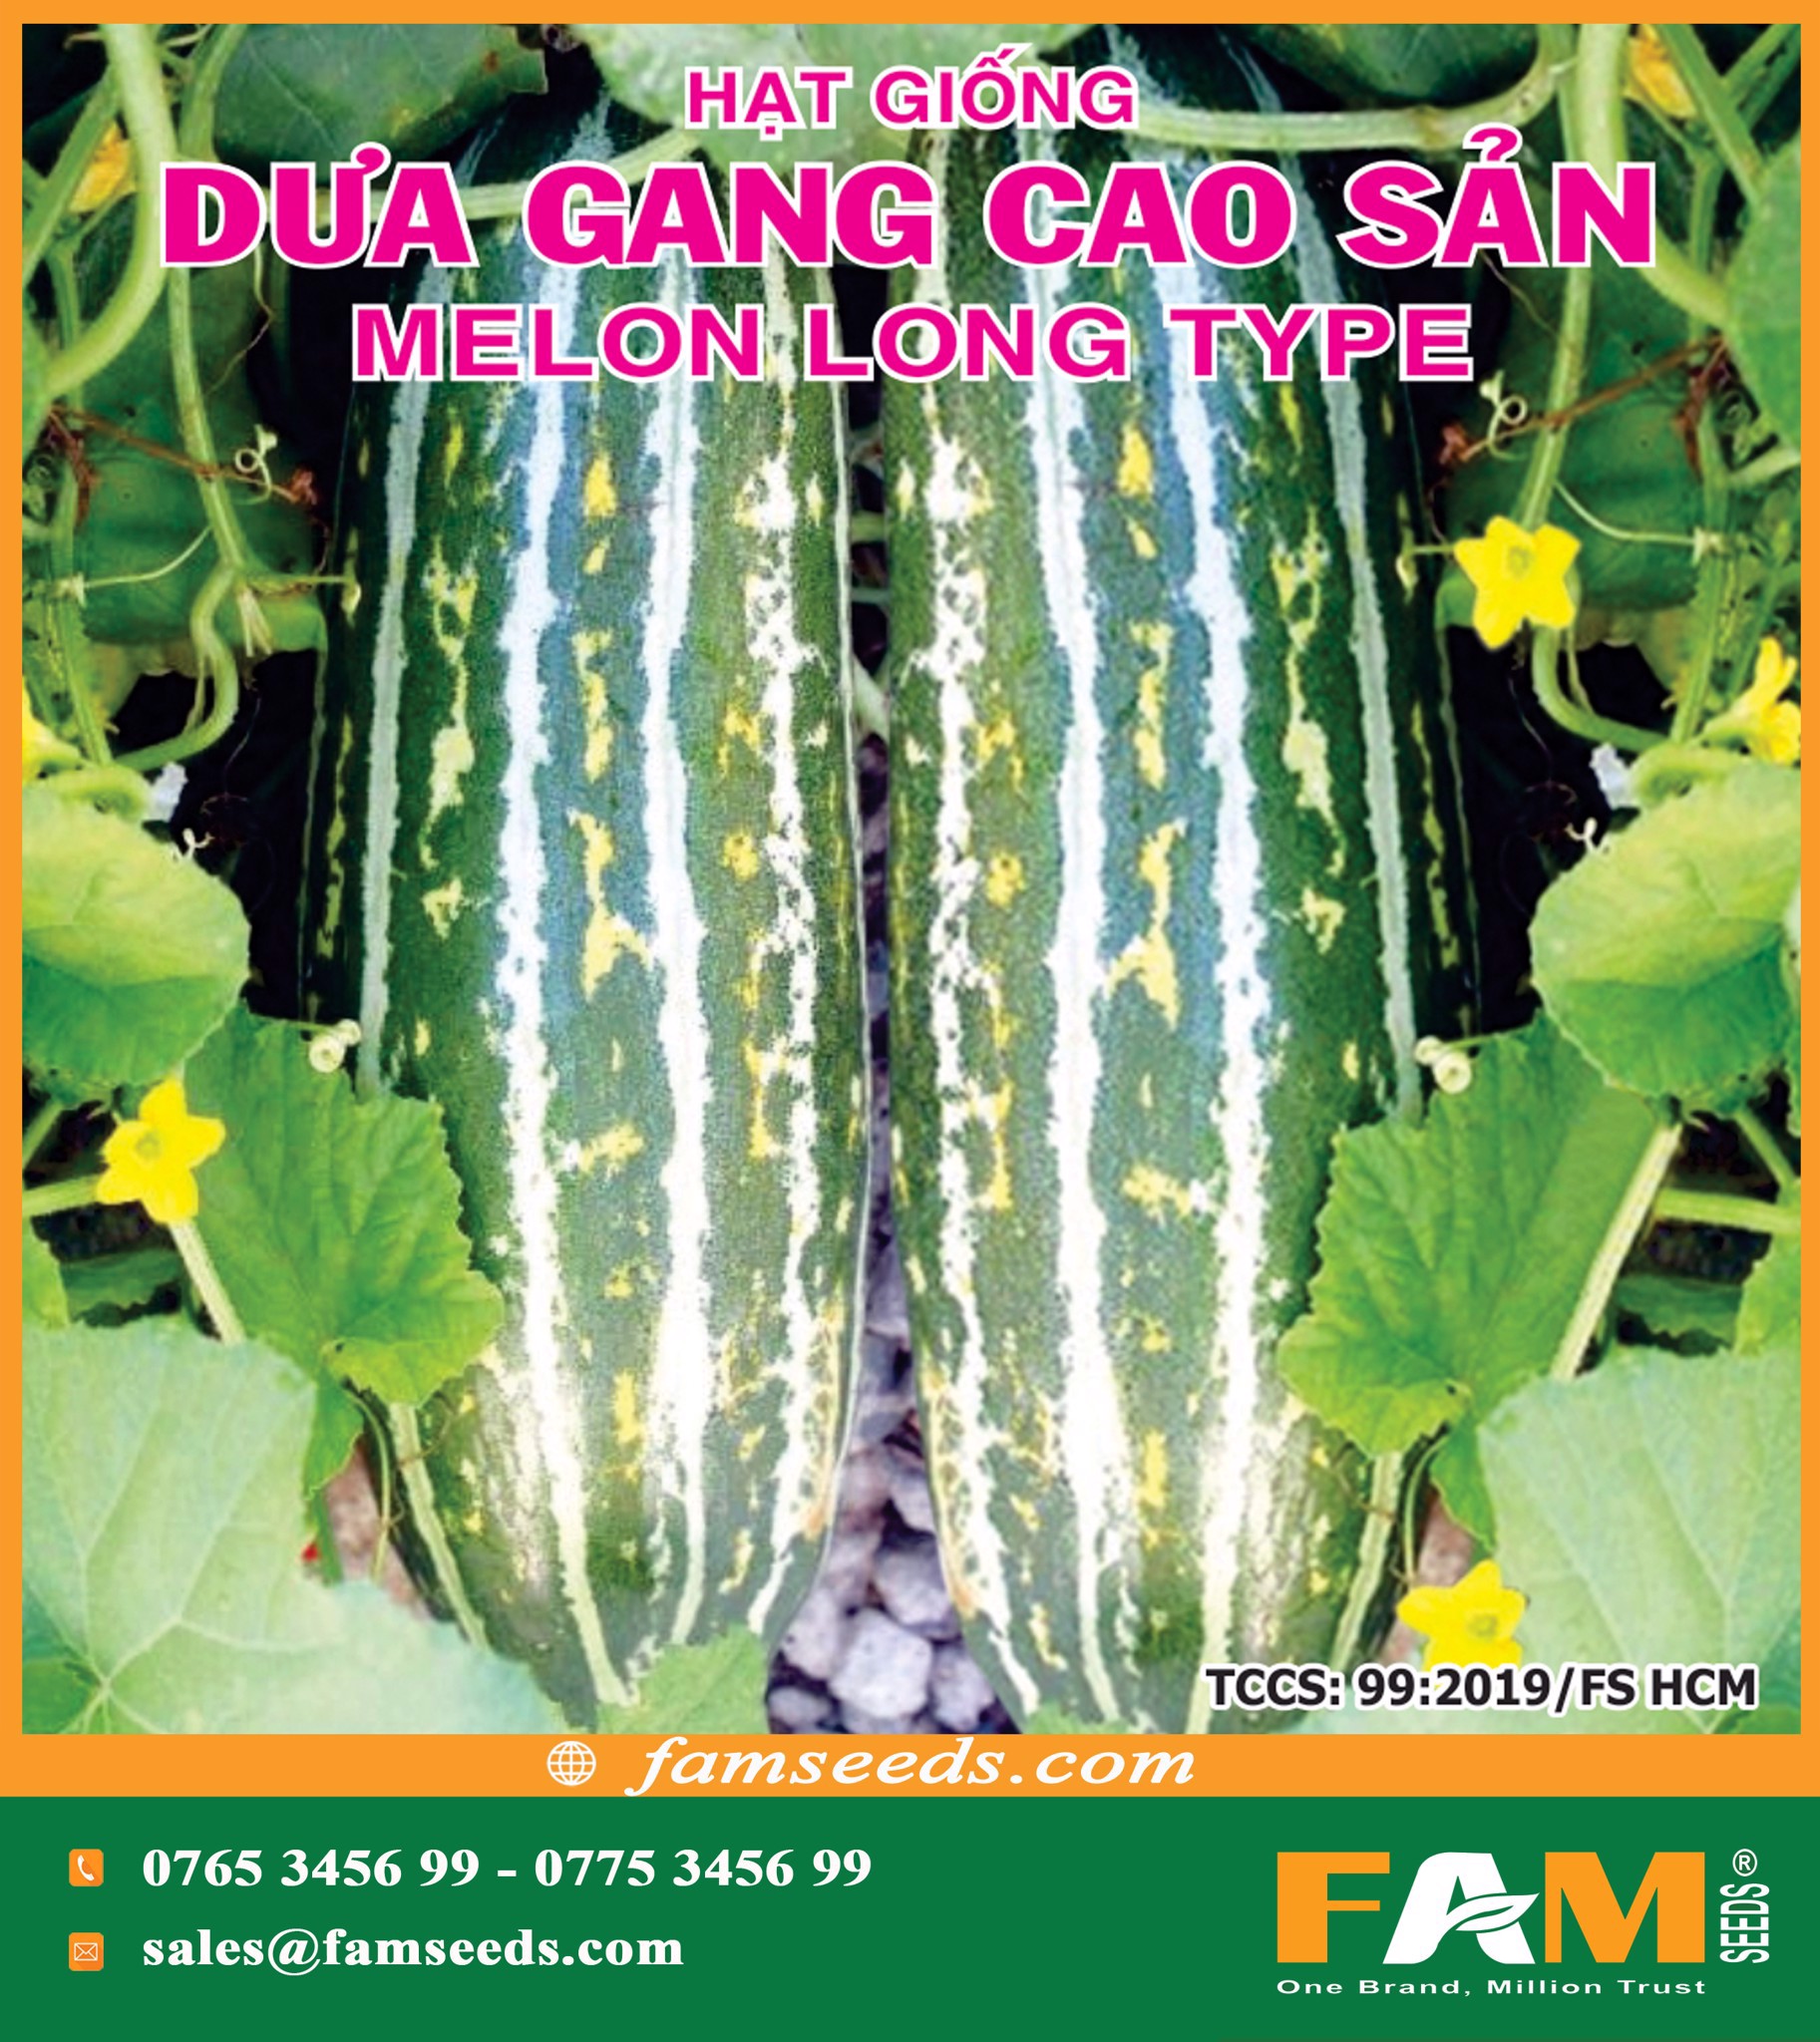 HẠT GIỐNG
DƯA GANG CAO SẢN
MELON LONG TYPE
TCCS: 99:2019/FS HCM
famseeds.com
0765 3456 99 - 0775 3456 99
sales@famseeds.com
FAM
SEEDS®
One Brand, Million Trust